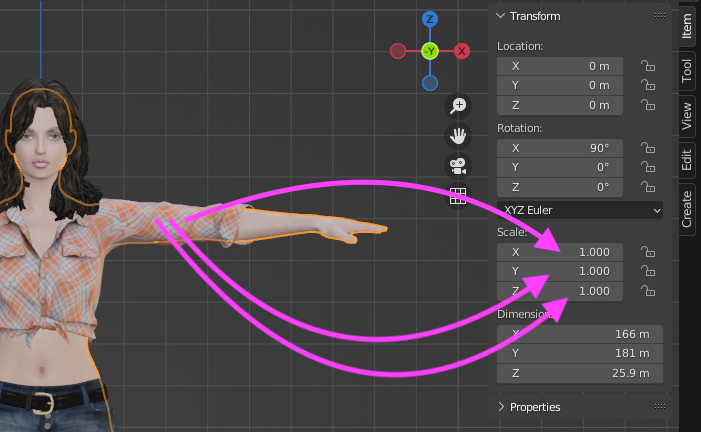 Transform
Location:
X 0 m
Y 0 m
Z 0 m
Rotation:
X 90°
Y 0°
Z 0°
XYZ Euler
Scale:
X 1.000
Y 1.000
Z 1.000
Dimensions:
X 166 m
Y 181 m
Z 25.9 m
Properties
Item
Tool
View
Edit
Create
Z
-Y
X